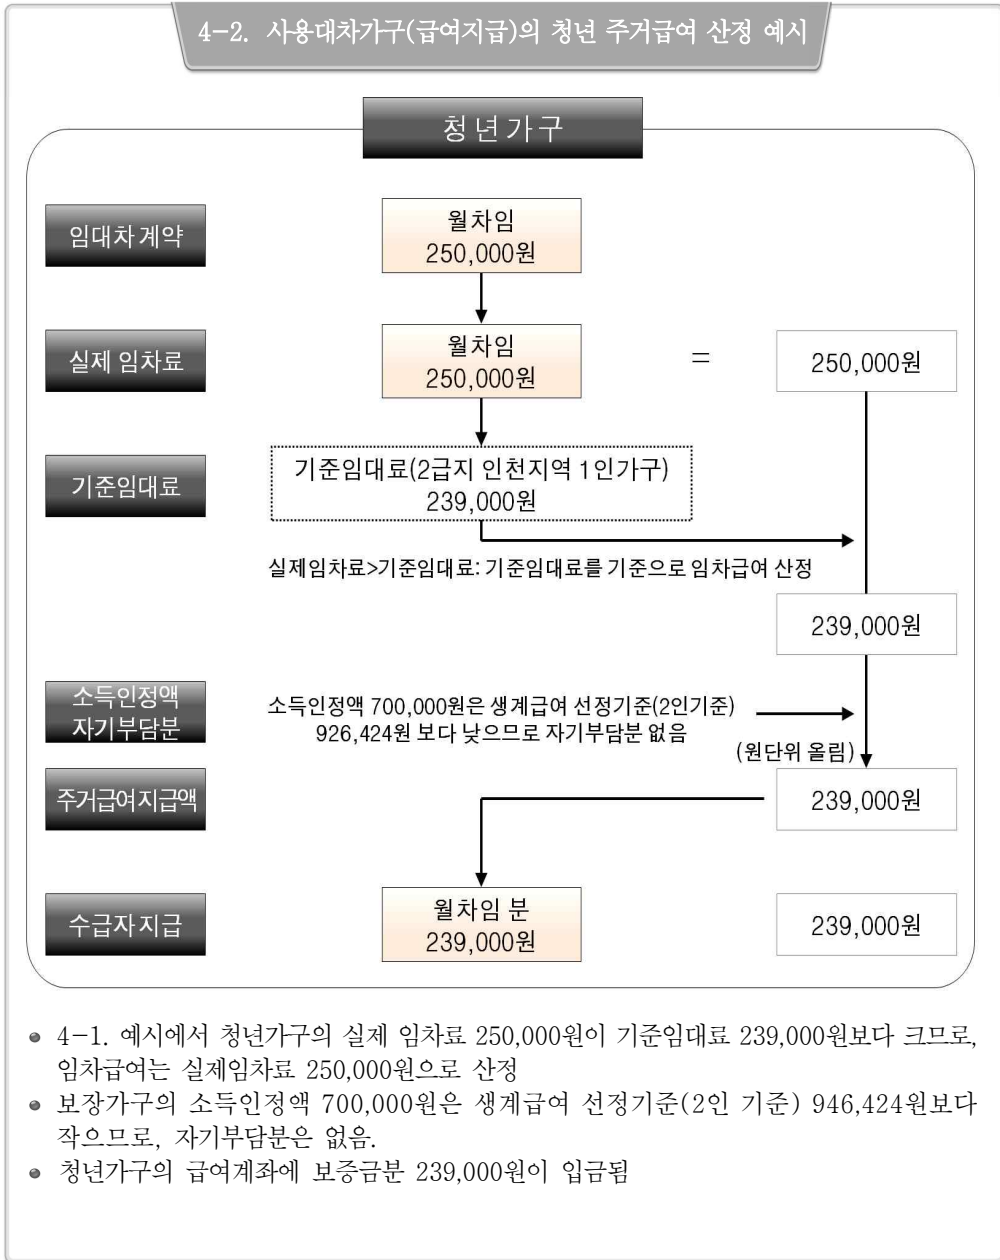 4-2. 사용대차가구(급여지급)의 청년 주거급여 산정 예시
청년가구
임대차 계약
월차임
250,000원
실제 임차료
월차임
250,000원
=
250,000원
기준임대료
기준임대료(2급지 인천지역 1인가구)
239,000원
실제임차료>기준임대료: 기준임대료를 기준으로 임차급여 산정
239,000원
소득인정액
자기부담분
소득인정액 700,000원은 생계급여 선정기준(2인기준)
926,424원 보다 낮으므로 자기부담분 없음
(원단위 올림)
주거급여지급액
239,000원
수급자지급
월차임 분
239,000원
239,000원
4-1. 예시에서 청년가구의 실제 임차료 250,000원이 기준임대료 239,000원보다 크므로,
임차급여는 실제임차료 250,000원으로 산정
보장가구의 소득인정액 700,000원은 생계급여 선정기준(2인 기준) 946,424원보다
작으므로, 자기부담분은 없음.
청년가구의 급여계좌에 보증금분 239,000원이 입금됨